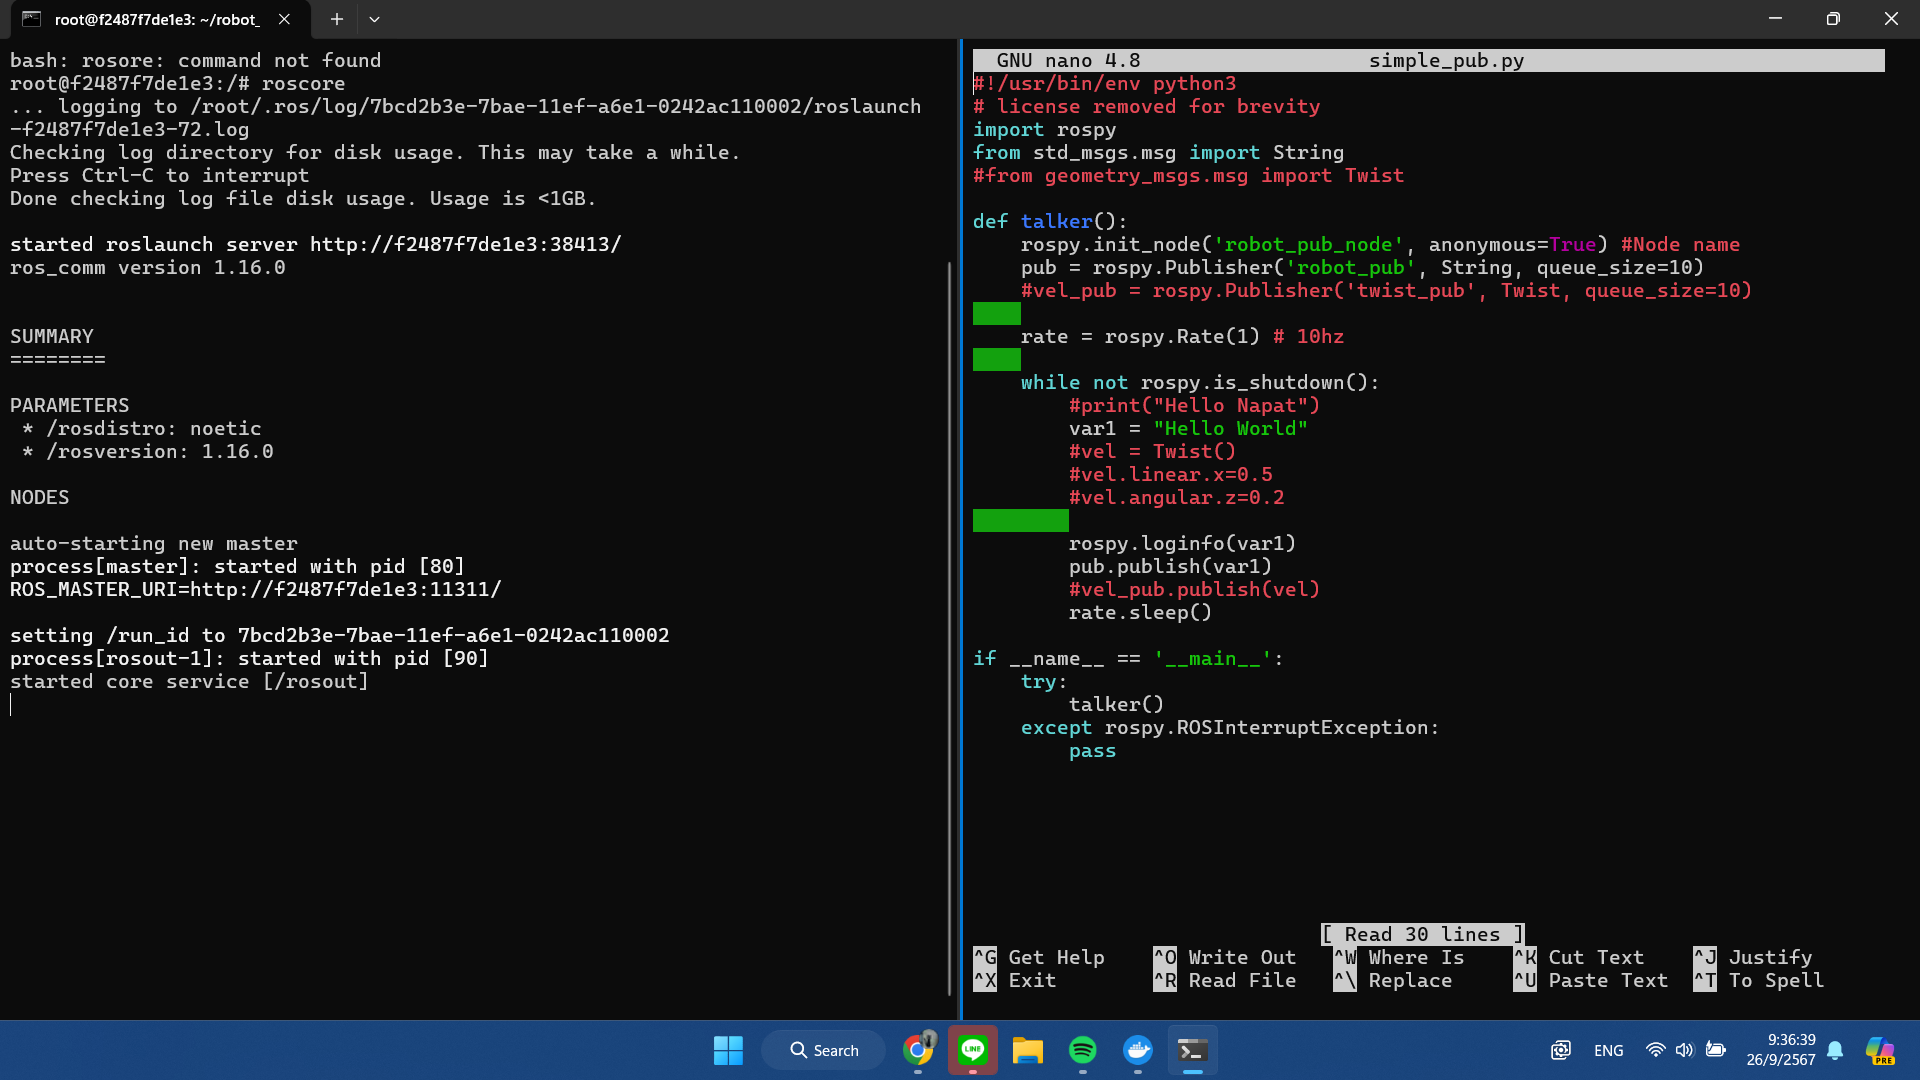 root@f2487f7de1e3: ~/robot_
bash: rosore: command not found
root@f2487f7de1e3:/# roscore
... logging to /root/.ros/log/7bcd2b3e-7bae-11ef-a6e1-0242ac110002/roslaunch
-f2487f7de1e3-72.log
Checking log directory for disk usage. This may take a while.
Press Ctrl-C to interrupt
Done checking log file disk usage. Usage is <1GB.
started roslaunch server http://f2487f7de1e3:38413/
ros_comm version 1.16.0
SUMMARY
========
PARAMETERS
 * /rosdistro: noetic
 * /rosversion: 1.16.0
NODES
auto-starting new master
process[master]: started with pid [80]
ROS_MASTER_URI=http://f2487f7de1e3:11311/
setting /run_id to 7bcd2b3e-7bae-11ef-a6e1-0242ac110002
process[rosout-1]: started with pid [90]
started core service [/rosout]
GNU nano 4.8 simple_pub.py
#!/usr/bin/env python3
# license removed for brevity
import rospy
from std_msgs.msg import String
#from geometry_msgs.msg import Twist
def talker():
    rospy.init_node('robot_pub_node', anonymous=True) #Node name
    pub = rospy.Publisher('robot_pub', String, queue_size=10)
    #vel_pub = rospy.Publisher('twist_pub', Twist, queue_size=10)
    rate = rospy.Rate(1) # 10hz
    while not rospy.is_shutdown():
        #print("Hello Napat")
        var1 = "Hello World"
        #vel = Twist()
        #vel.linear.x=0.5
        #vel.angular.z=0.2
        rospy.loginfo(var1)
        pub.publish(var1)
        #vel_pub.publish(vel)
        rate.sleep()
if __name__ == '__main__':
    try:
        talker()
    except rospy.ROSInterruptException:
        pass
[ Read 30 lines ]
^G Get Help ^O Write Out ^W Where Is ^K Cut Text ^J Justify
^X Exit ^R Read File ^\ Replace ^U Paste Text ^T To Spell
Search
LINE
ENG
9:36:39
26/9/2567
PRE